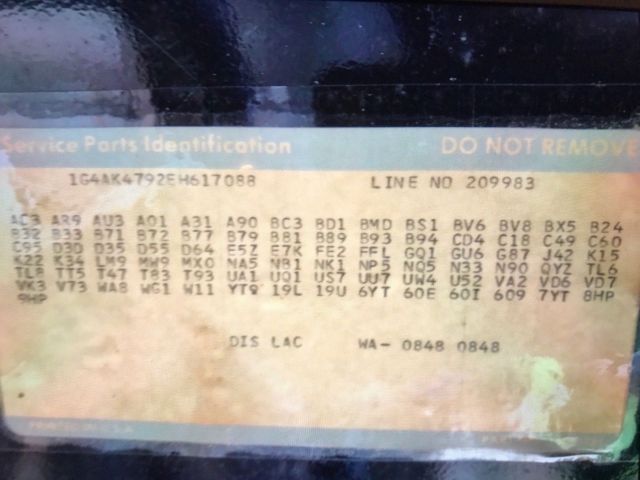 Service Parts Identification DO NOT REMOVE
1G4AK4792EH617088 LINE NO 209983
AC3 AR9 AU3 A01 A31 A90 BC3 BD1 BMD BS1 BV6 BV8 BX5 B24
B32 B33 B71 B72 B77 B79 B81 B89 B93 B94 CD4 C18 C49 C60
C95 D30 D35 D55 D64 E5Z E7K FE2 FFL GQ1 GU6 G87 J42 K15
K22 K34 LM9 MW9 MX0 NA5 NB1 NK1 NP5 NQ5 N33 N90 QYZ TL6
TL8 TT5 T47 T83 T93 UA1 UQ1 US7 UU7 UW4 U52 VA2 VD6 VD7
VK3 V73 WA8 WG1 W11 YT9 19L 19U 6YT 60E 60I 609 7YT 8HP
9HP
DIS LAC WA- 0848 0848